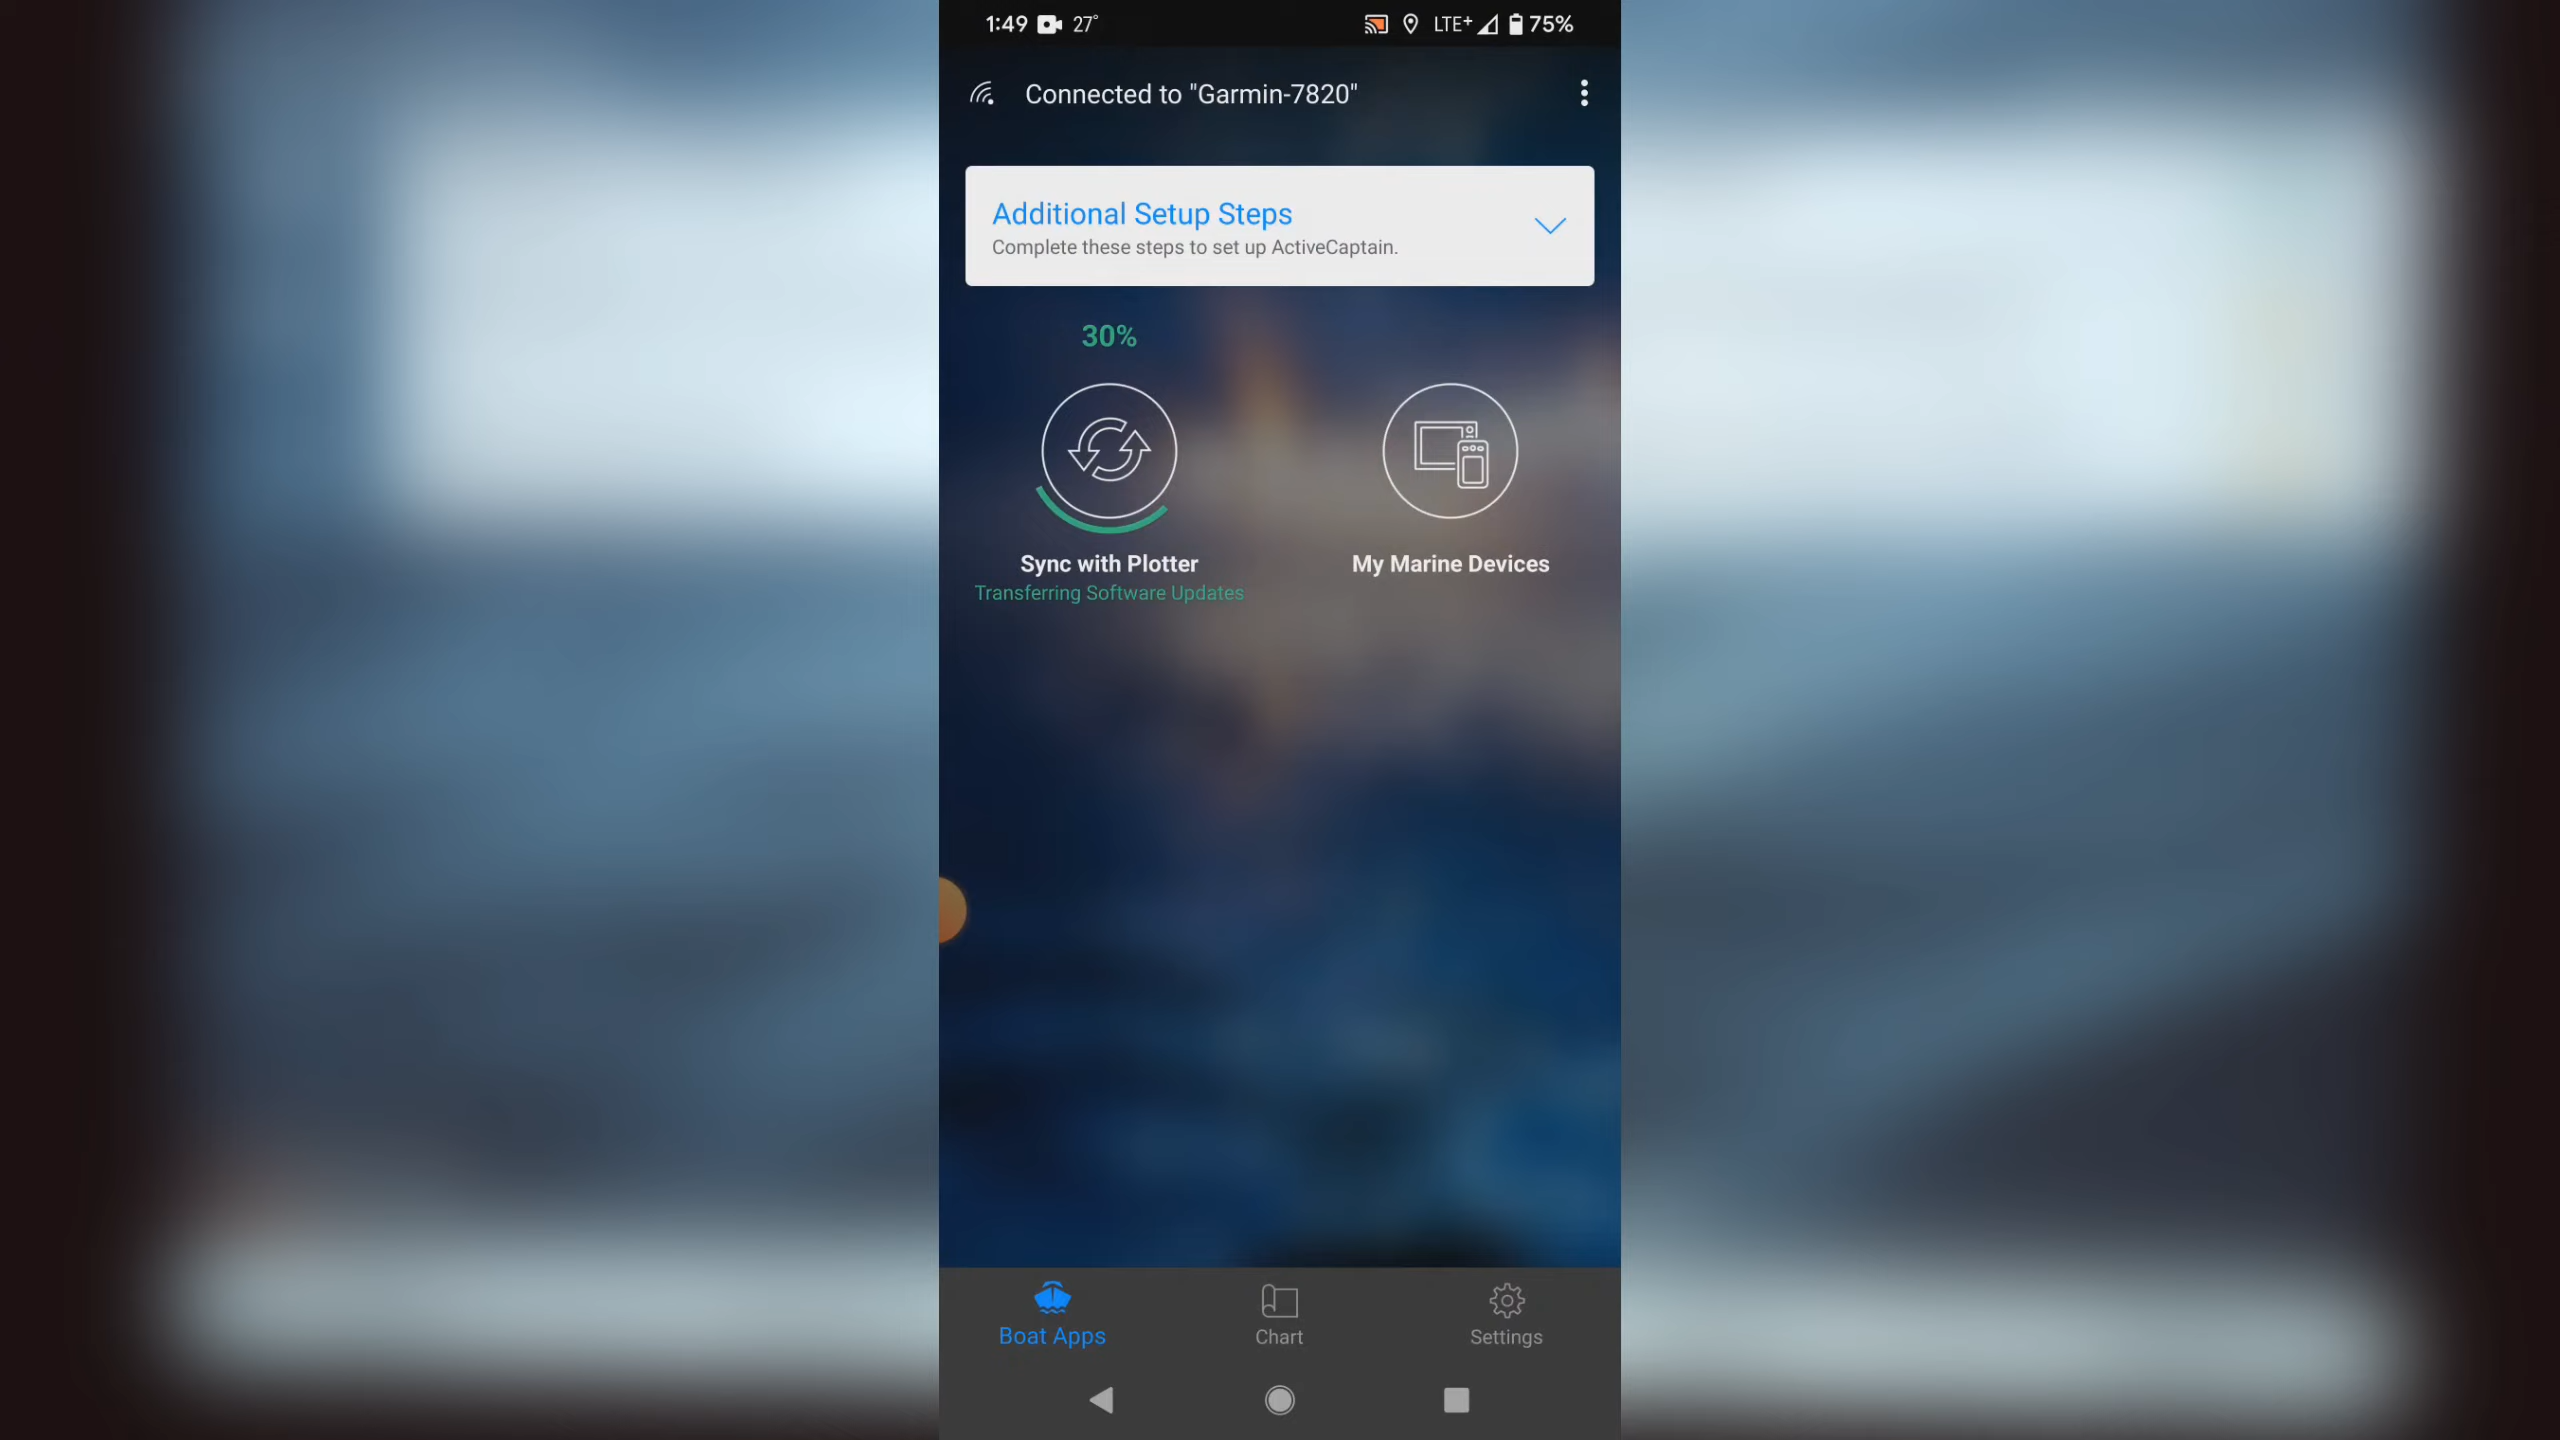 1:49 27°
LTE+ 75%
Connected to "Garmin-7820"
Additional Setup Steps
Complete these steps to set up ActiveCaptain.
30%
Sync with Plotter
Transferring Software Updates
My Marine Devices
Boat Apps
Chart
Settings